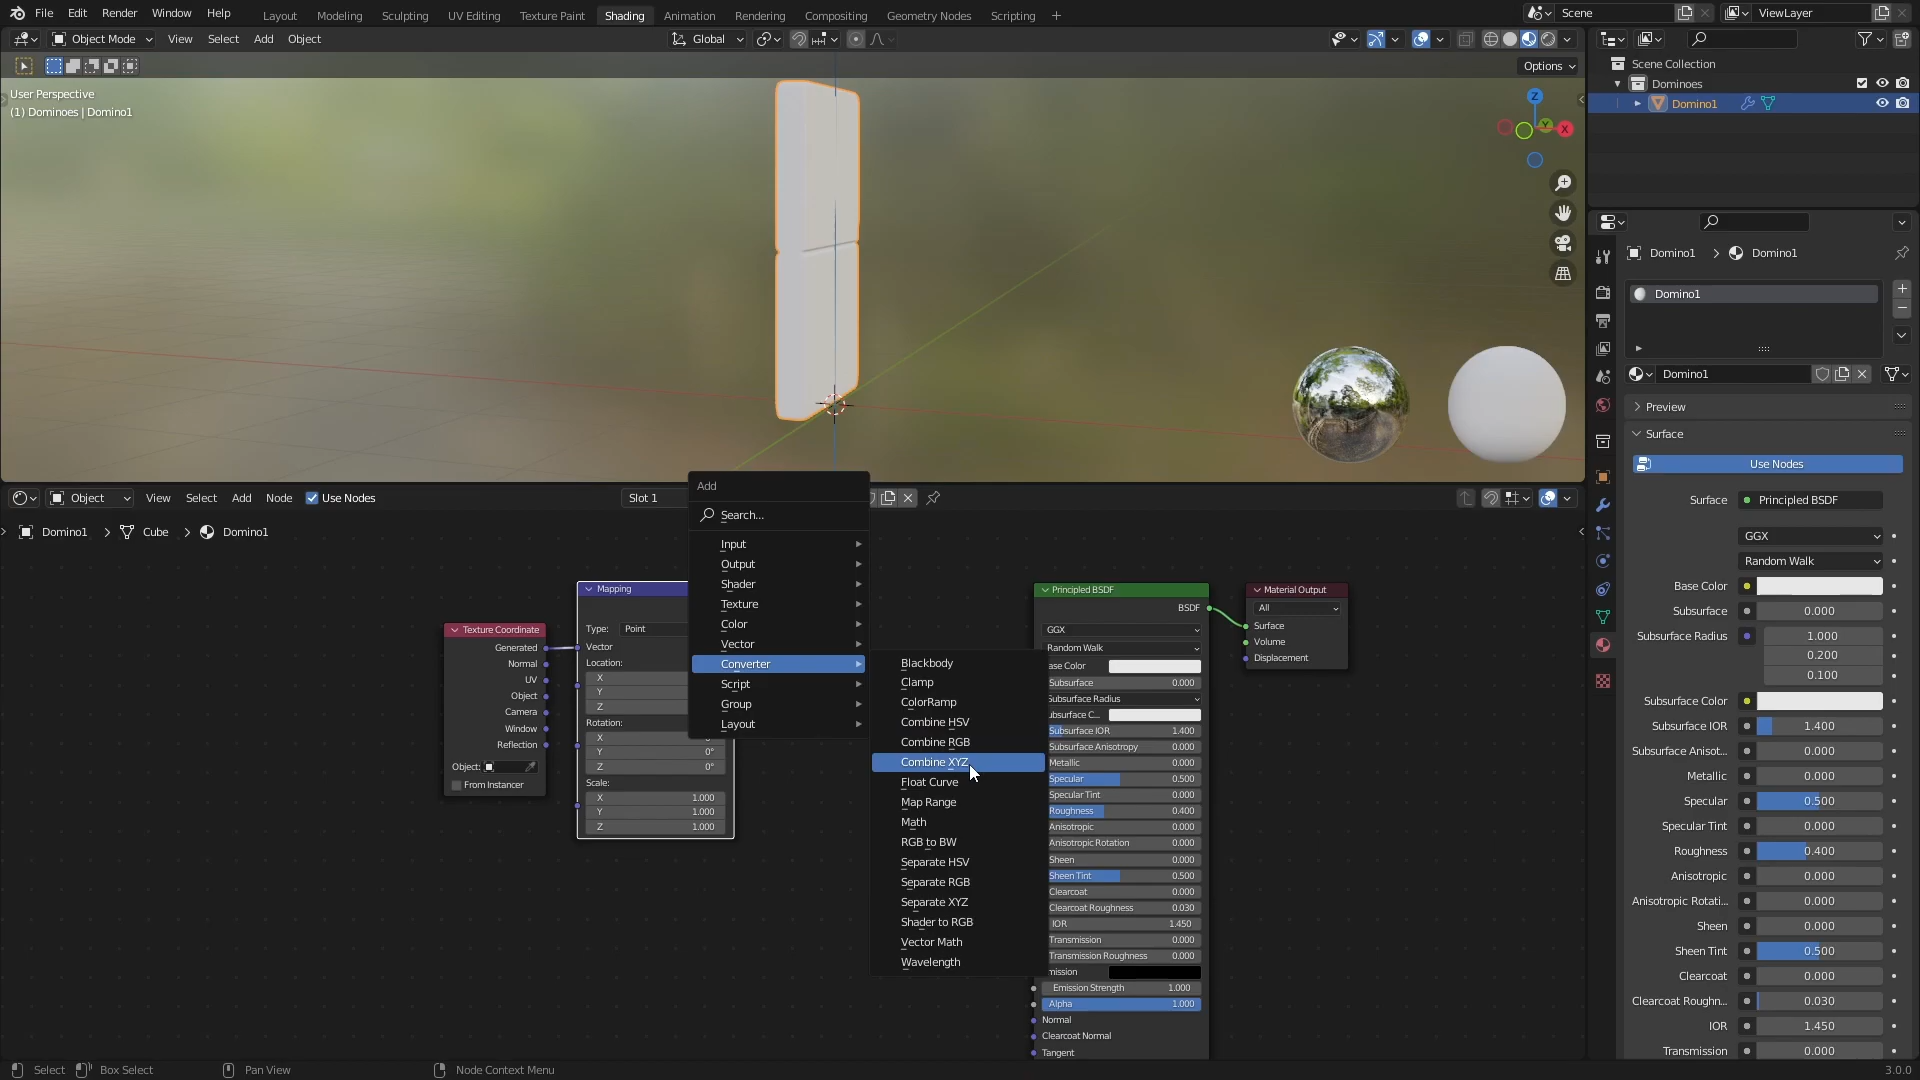 File Edit Render Window Help Layout Modeling Sculpting UV Editing Texture Paint Shading Animation Rendering Compositing Geometry Nodes Scripting + Scene ViewLayer
Object Mode View Select Add Object Global
Options
User Perspective
(1) Dominoes | Domino1
Z
Y
X
Scene Collection
Dominoes
Domino1
Domino1 > Domino1
Domino1
Domino1
Preview
Surface
Use Nodes
Surface Principled BSDF
GGX
Random Walk
Base Color
Subsurface 0.000
Subsurface Radius 1.000
0.200
0.100
Subsurface Color
Subsurface IOR 1.400
Subsurface Anisot... 0.000
Metallic 0.000
Specular 0.500
Specular Tint 0.000
Roughness 0.400
Anisotropic 0.000
Anisotropic Rotati... 0.000
Sheen 0.000
Sheen Tint 0.500
Clearcoat 0.000
Clearcoat Roughn... 0.030
IOR 1.450
Transmission 0.000
Object View Select Add Node Use Nodes Slot 1
Domino1 > Cube > Domino1
Texture Coordinate
Generated
Normal
UV
Object
Camera
Window
Reflection
Object:
From Instancer
Mapping
Type: Point
Vector
Location:
X
Y
Z
Rotation:
X
Y 0°
Z 0°
Scale:
X 1.000
Y 1.000
Z 1.000
Add
Search...
Input
Output
Shader
Texture
Color
Vector
Converter
Script
Group
Layout
Blackbody
Clamp
ColorRamp
Combine HSV
Combine RGB
Combine XYZ
Float Curve
Map Range
Math
RGB to BW
Separate HSV
Separate RGB
Separate XYZ
Shader to RGB
Vector Math
Wavelength
Principled BSDF
BSDF
GGX
Random Walk
ase Color
Subsurface 0.000
Subsurface Radius
ubsurface C...
Subsurface IOR 1.400
Subsurface Anisotropy 0.000
Metallic 0.000
Specular 0.500
Specular Tint 0.000
Roughness 0.400
Anisotropic 0.000
Anisotropic Rotation 0.000
Sheen 0.000
Sheen Tint 0.500
Clearcoat 0.000
Clearcoat Roughness 0.030
IOR 1.450
Transmission 0.000
Transmission Roughness 0.000
mission
Emission Strength 1.000
Alpha 1.000
Normal
Clearcoat Normal
Tangent
Material Output
All
Surface
Volume
Displacement
Select Box Select Pan View Node Context Menu 3.0.0